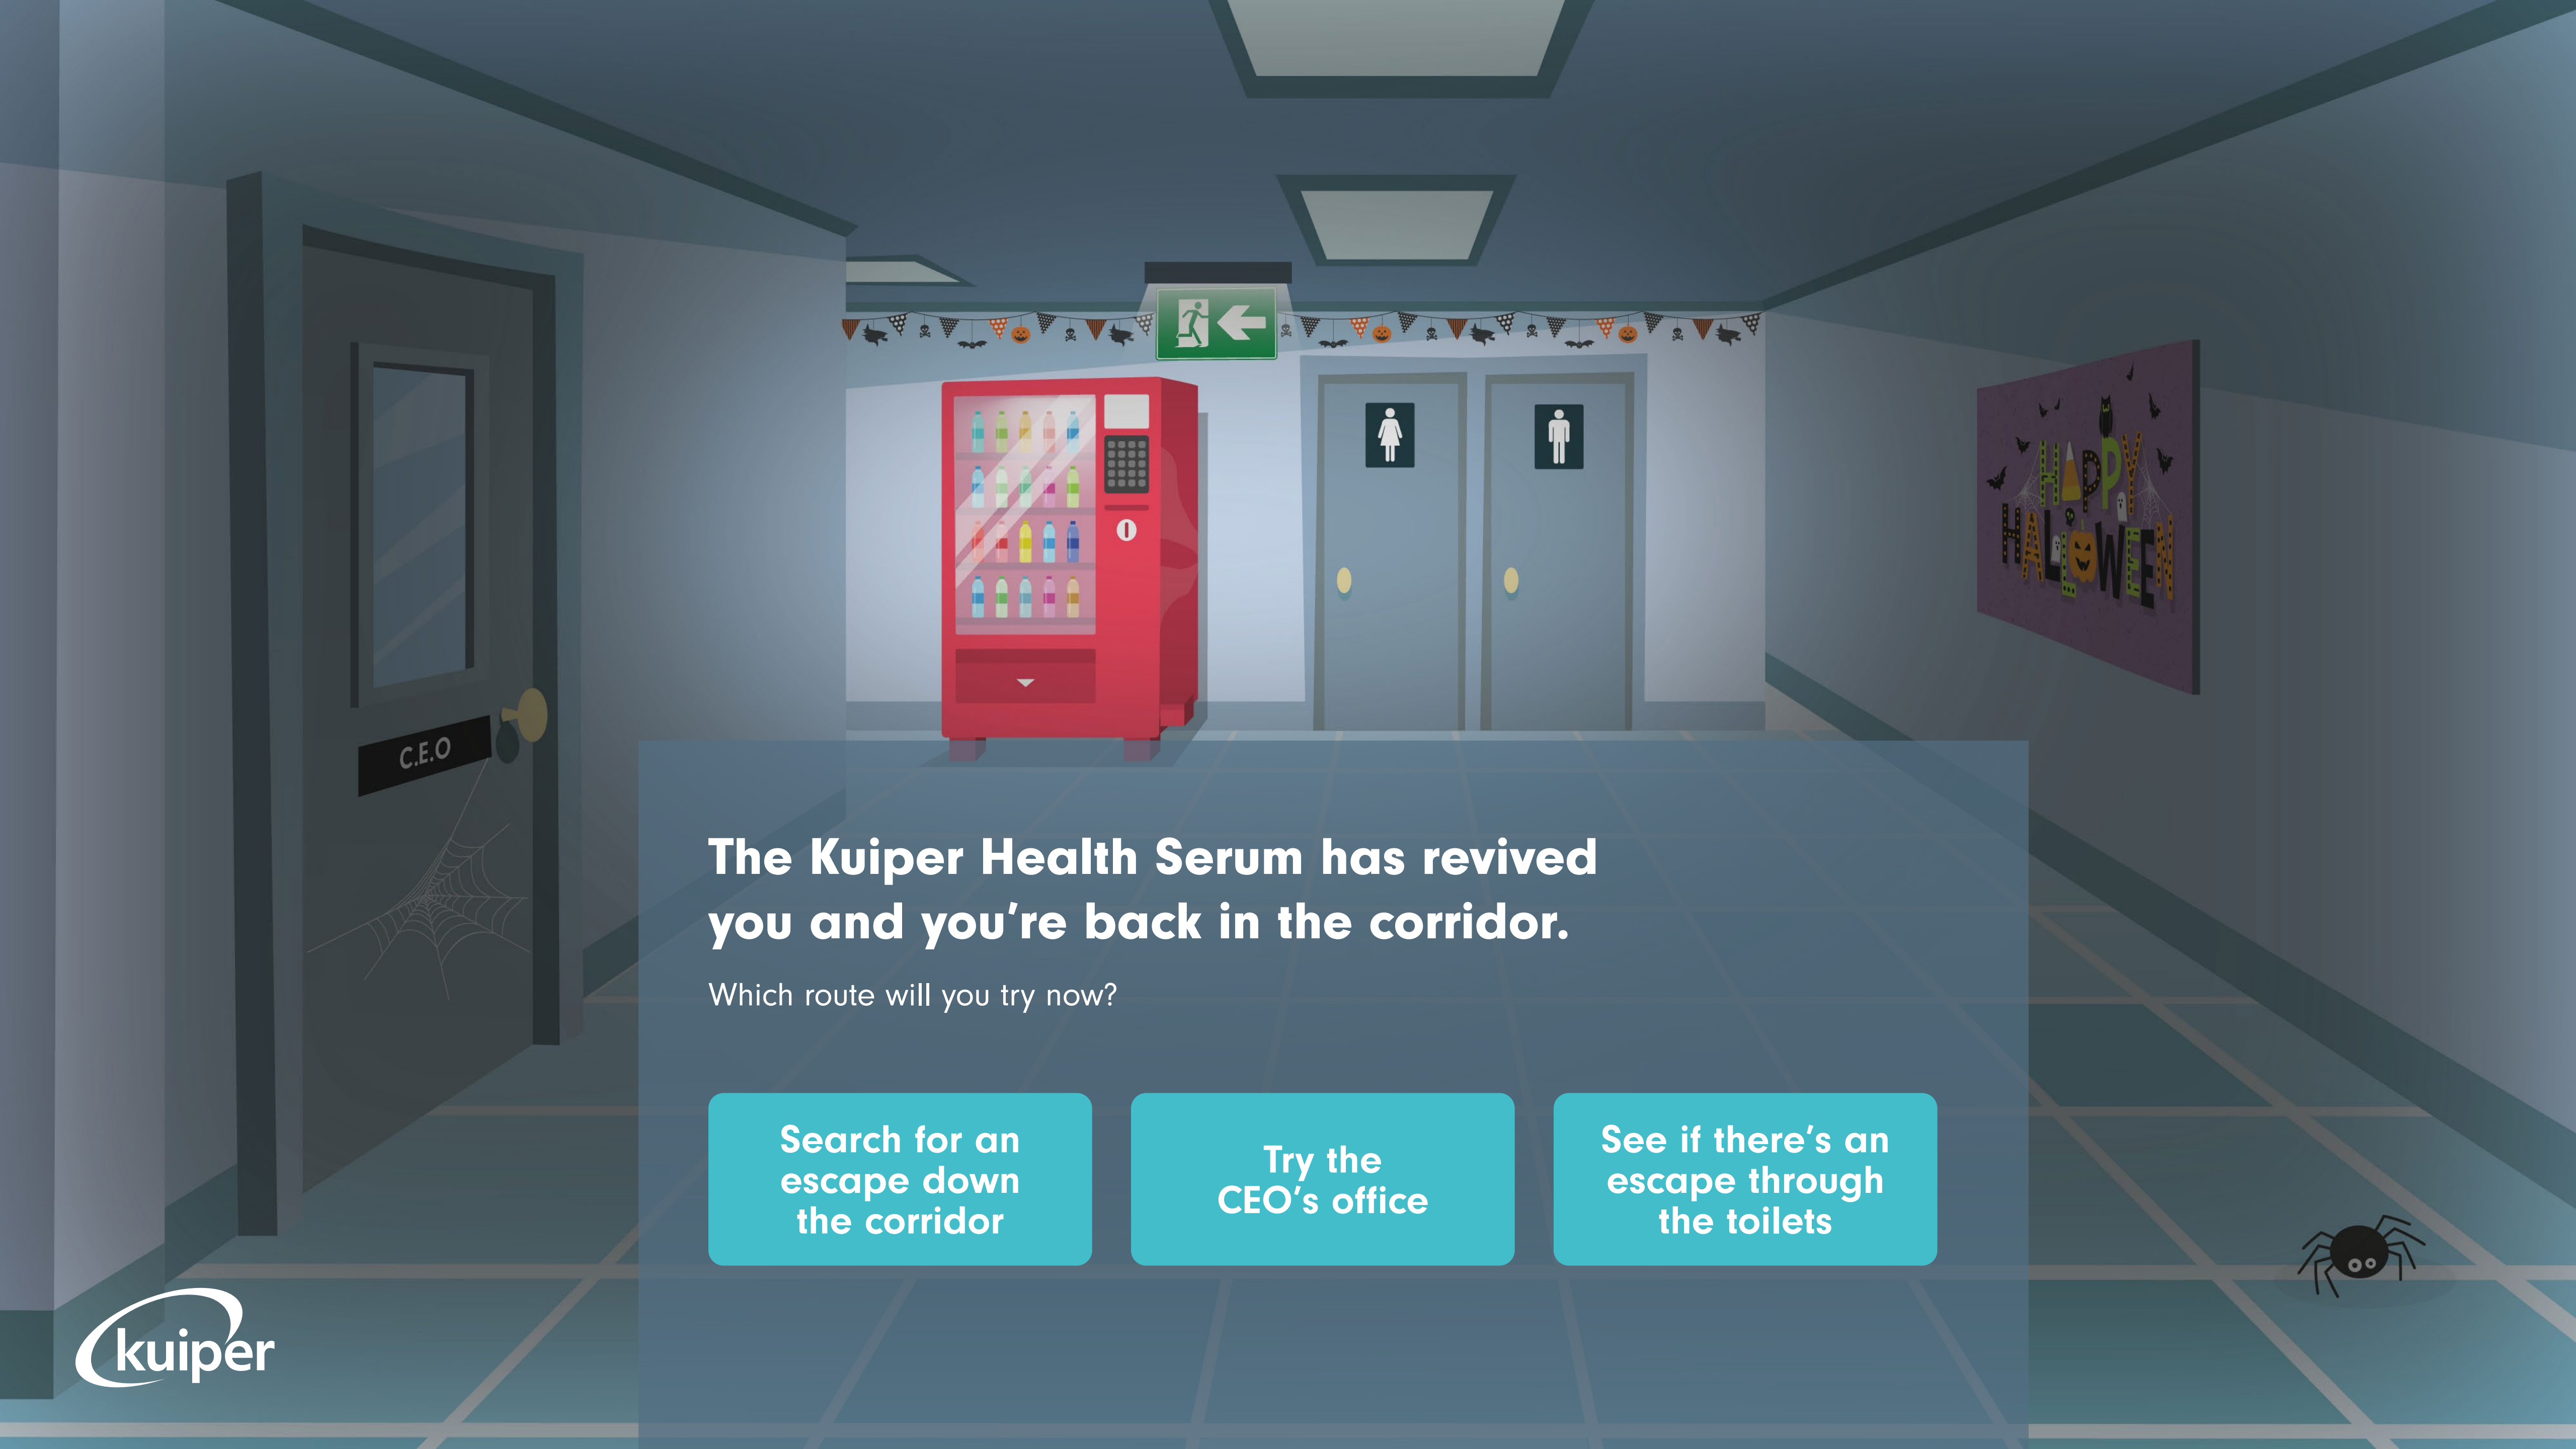 HAPPY
HALLOWEEN
C.E.O
The Kuiper Health Serum has revived
you and you’re back in the corridor.
Which route will you try now?
Search for an
escape down
the corridor
Try the
CEO’s office
See if there’s an
escape through
the toilets
kuiper